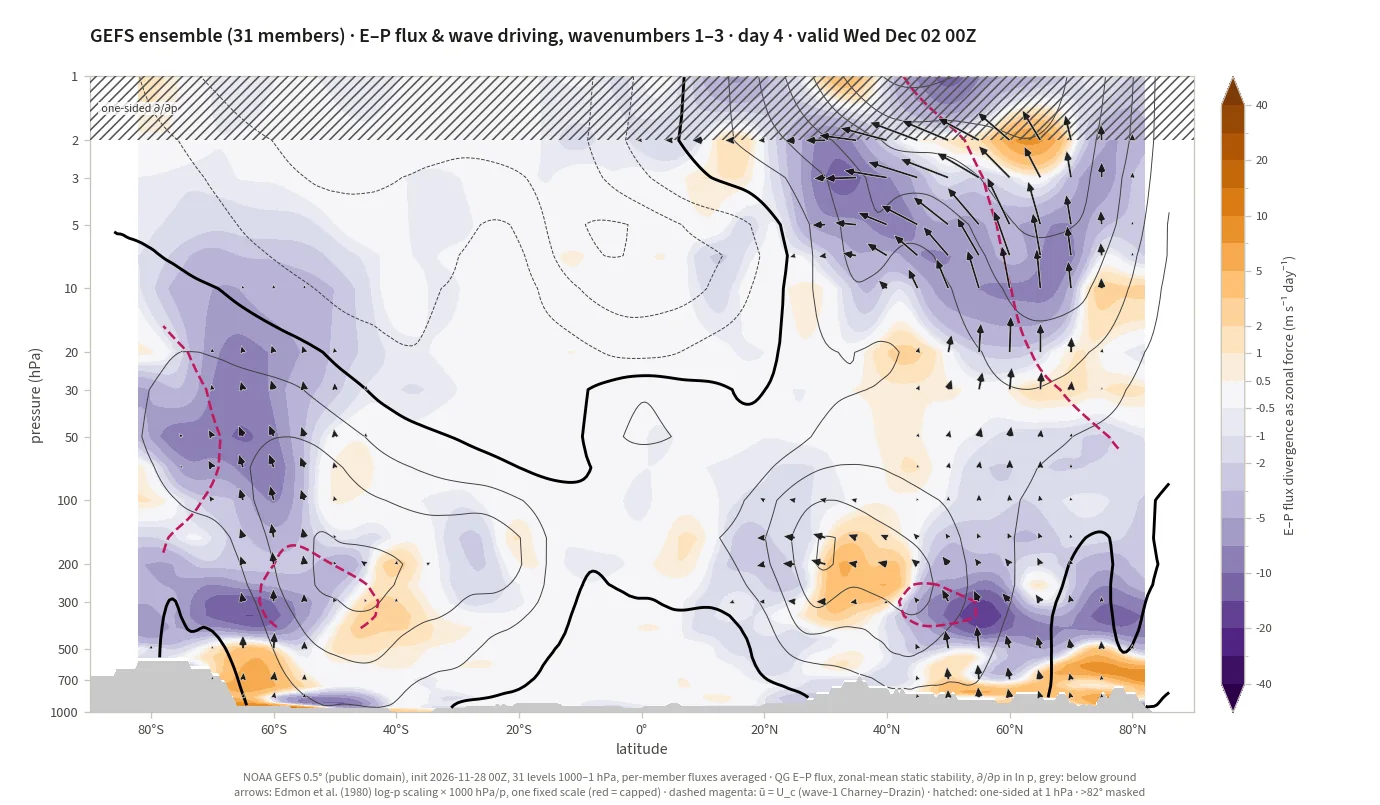 GEFS ensemble (31 members) · E–P flux & wave driving, wavenumbers 1–3 · day 4 · valid Wed Dec 02 00Z
one-sided ∂/∂p
1
2
3
5
10
20
30
50
100
200
300
500
700
1000
pressure (hPa)
80°S
60°S
40°S
20°S
0°
20°N
40°N
60°N
80°N
latitude
40
20
10
5
2
1
0.5
-0.5
-1
-2
-5
-10
-20
-40
E–P flux divergence as zonal force (m s⁻¹ day⁻¹)
NOAA GEFS 0.5° (public domain), init 2026-11-28 00Z, 31 levels 1000–1 hPa, per-member fluxes averaged · QG E–P flux, zonal-mean static stability, ∂/∂p in ln p, grey: below ground
arrows: Edmon et al. (1980) log-p scaling × 1000 hPa/p, one fixed scale (red = capped) · dashed magenta: ū = U_c (wave-1 Charney–Drazin) · hatched: one-sided at 1 hPa · >82° masked